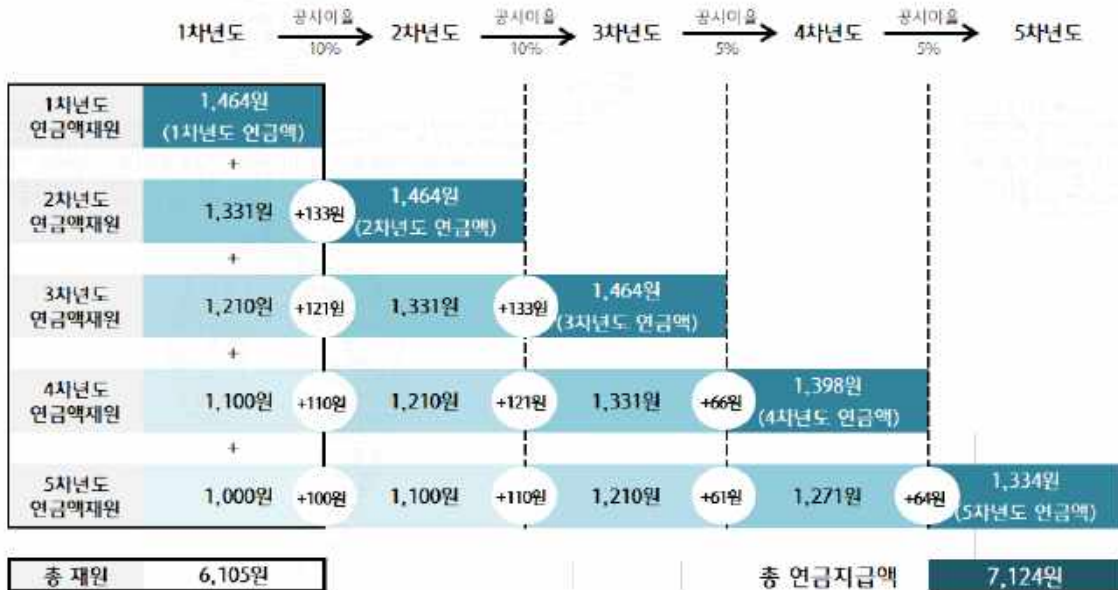 1차년도 공시이율 10% 2차년도 공시이율 10% 3차년도 공시이율 5% 4차년도 공시이율 5% 5차년도
1차년도 연금액재원 1,464원 (1차년도 연금액)
+
2차년도 연금액재원 1,331원 +133원 1,464원 (2차년도 연금액)
+
3차년도 연금액재원 1,210원 +121원 1,331원 +133원 1,464원 (3차년도 연금액)
+
4차년도 연금액재원 1,100원 +110원 1,210원 +121원 1,331원 +66원 1,398원 (4차년도 연금액)
+
5차년도 연금액재원 1,000원 +100원 1,100원 +110원 1,210원 +61원 1,271원 +64원 1,334원 (5차년도 연금액)
총 재원 6,105원 총 연금지급액 7,124원